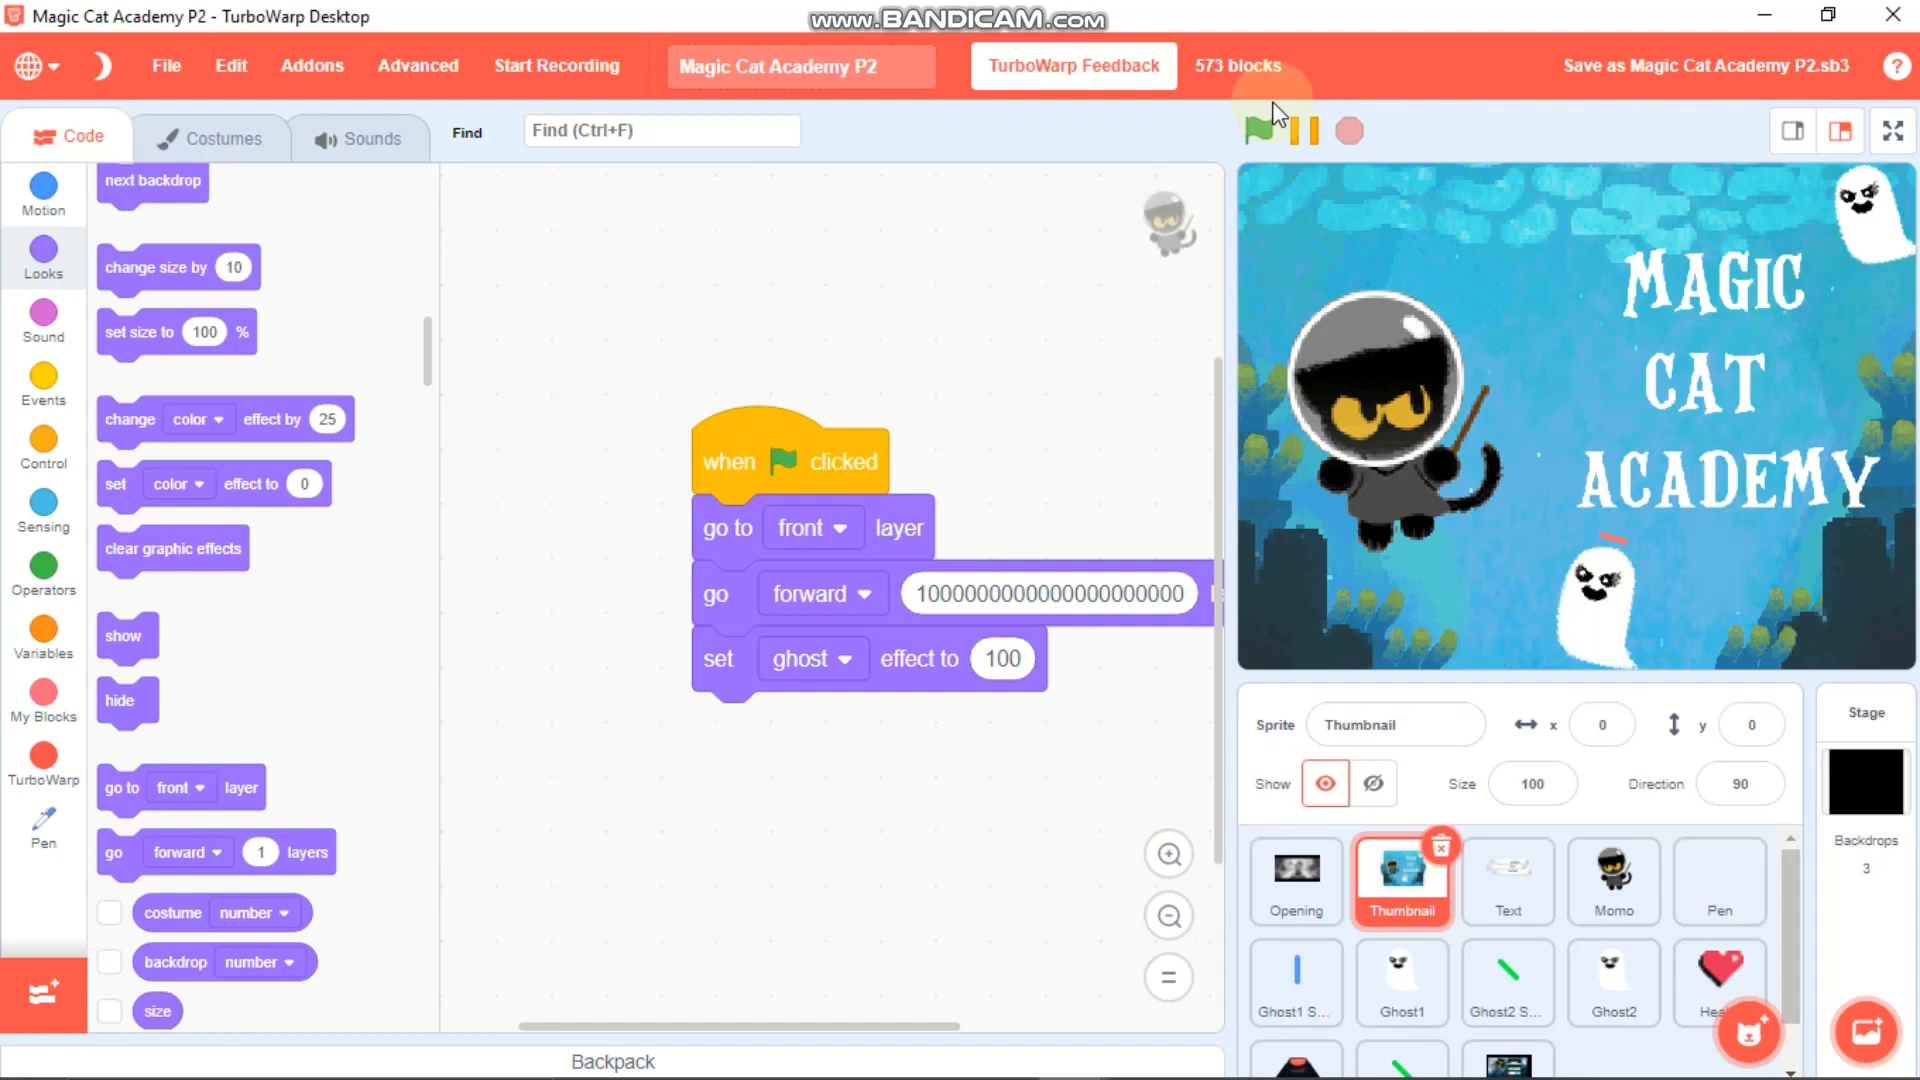 Magic Cat Academy P2 - TurboWarp Desktop
www.BANDICAM.com
File
Edit
Addons
Advanced
Start Recording
Magic Cat Academy P2
TurboWarp Feedback
573 blocks
Save as Magic Cat Academy P2.sb3
?
Code
Costumes
Sounds
Find
Find (Ctrl+F)
Motion
Looks
Sound
Events
Control
Sensing
Operators
Variables
My Blocks
TurboWarp
Pen
next backdrop
change size by 10
set size to 100 %
change color effect by 25
set color effect to 0
clear graphic effects
show
hide
go to front layer
go forward 1 layers
costume number
backdrop number
size
when clicked
go to front layer
go forward 1000000000000000000000
set ghost effect to 100
Backpack
MAGIC
CAT
ACADEMY
Sprite Thumbnail x 0 y 0
Show Size 100 Direction 90
Opening
Thumbnail
Text
Momo
Pen
Ghost1 S...
Ghost1
Ghost2 S...
Ghost2
Stage
Backdrops
3